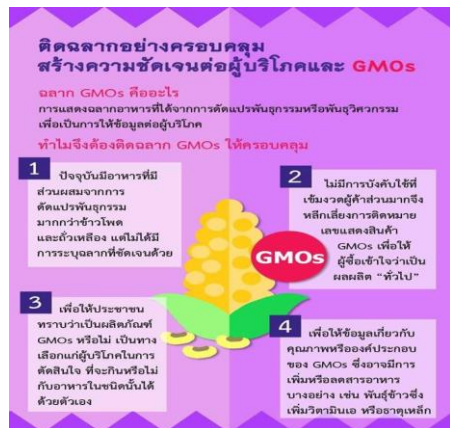 ติดฉลากอย่างครอบคลุม
สร้างความชัดเจนต่อผู้บริโภคและ GMOs
ฉลาก GMOs คืออะไร
การแสดงฉลากอาหารที่ได้จากการดัดแปรพันธุกรรมหรือพันธุวิศวกรรม
เพื่อเป็นการให้ข้อมูลต่อผู้บริโภค
ทำไมจึงต้องติดฉลาก GMOs ให้ครอบคลุม
1
ปัจจุบันมีอาหารที่มี
ส่วนผสมจากการ
ดัดแปรพันธุกรรม
มากกว่าข้าวโพด
และถั่วเหลือง แต่ไม่ได้มี
การระบุฉลากที่ชัดเจนด้วย
2
ไม่มีการบังคับใช้ที่
เข้มงวดผู้ค้าส่วนมากจึง
หลีกเลี่ยงการติดหมาย
เลขแสดงสินค้า
GMOs เพื่อให้
ผู้ซื้อเข้าใจว่าเป็น
ผลผลิต "ทั่วไป"
GMOs
3
เพื่อให้ประชาชน
ทราบว่าเป็นผลิตภัณฑ์
GMOs หรือไม่ เป็นทาง
เลือกแก่ผู้บริโภคในการ
ตัดสินใจ ที่จะกินหรือไม่
กับอาหารในชนิดนั้นได้
ด้วยตัวเอง
4
เพื่อให้ข้อมูลเกี่ยวกับ
คุณภาพหรือองค์ประกอบ
ของ GMOs ซึ่งอาจมีการ
เพิ่มหรือลดสารอาหาร
บางอย่าง เช่น พันธุ์ข้าวซึ่ง
เพิ่มวิตามินเอ หรือธาตุเหล็ก